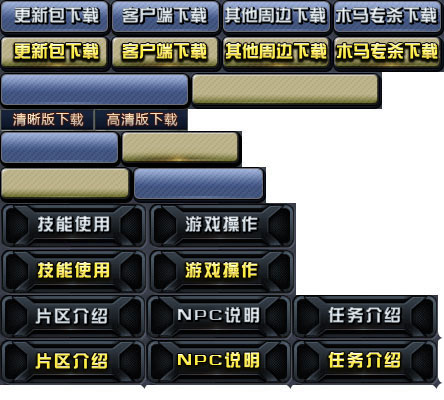 更新包下载 客户端下载 其他周边下载 木马专杀下载
更新包下载 客户端下载 其他周边下载 木马专杀下载
清晰版下载 高清版下载
技能使用 游戏操作
技能使用 游戏操作
片区介绍 NPC说明 任务介绍
片区介绍 NPC说明 任务介绍